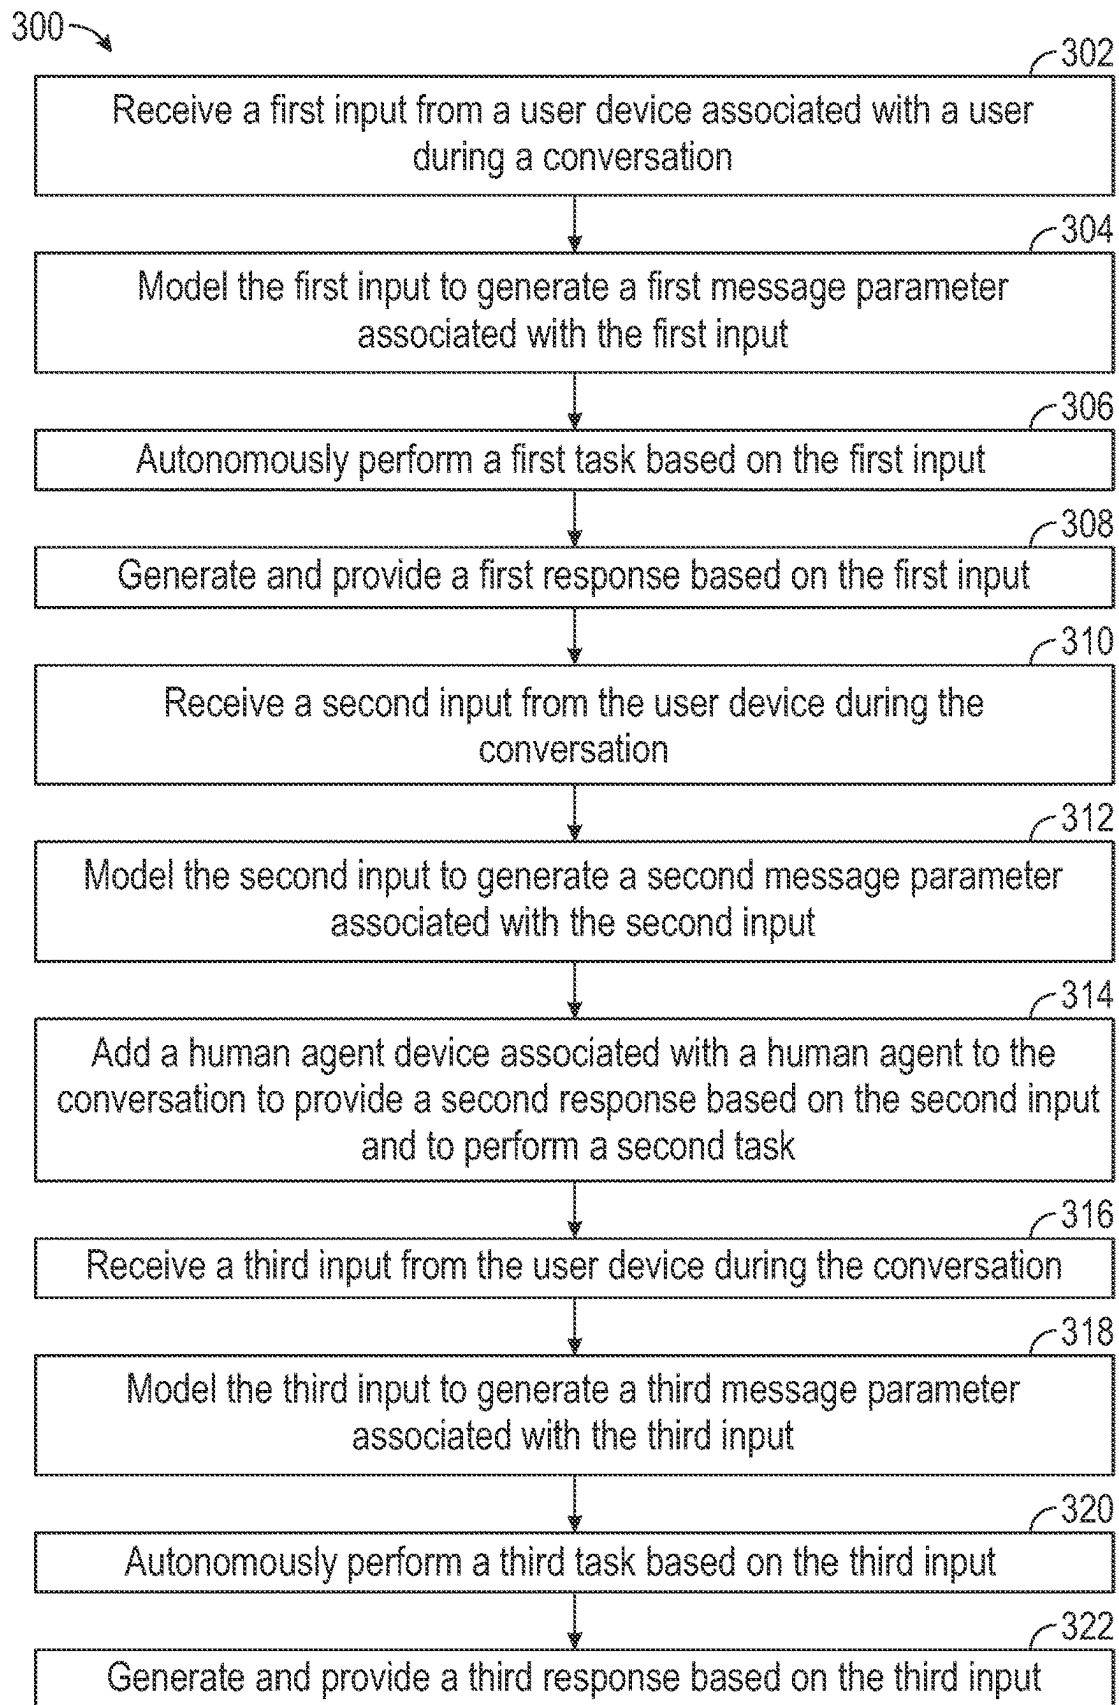 300
302
Receive a first input from a user device associated with a user
during a conversation
304
Model the first input to generate a first message parameter
associated with the first input
306
Autonomously perform a first task based on the first input
308
Generate and provide a first response based on the first input
310
Receive a second input from the user device during the
conversation
312
Model the second input to generate a second message parameter
associated with the second input
314
Add a human agent device associated with a human agent to the
conversation to provide a second response based on the second input
and to perform a second task
316
Receive a third input from the user device during the conversation
318
Model the third input to generate a third message parameter
associated with the third input
320
Autonomously perform a third task based on the third input
322
Generate and provide a third response based on the third input